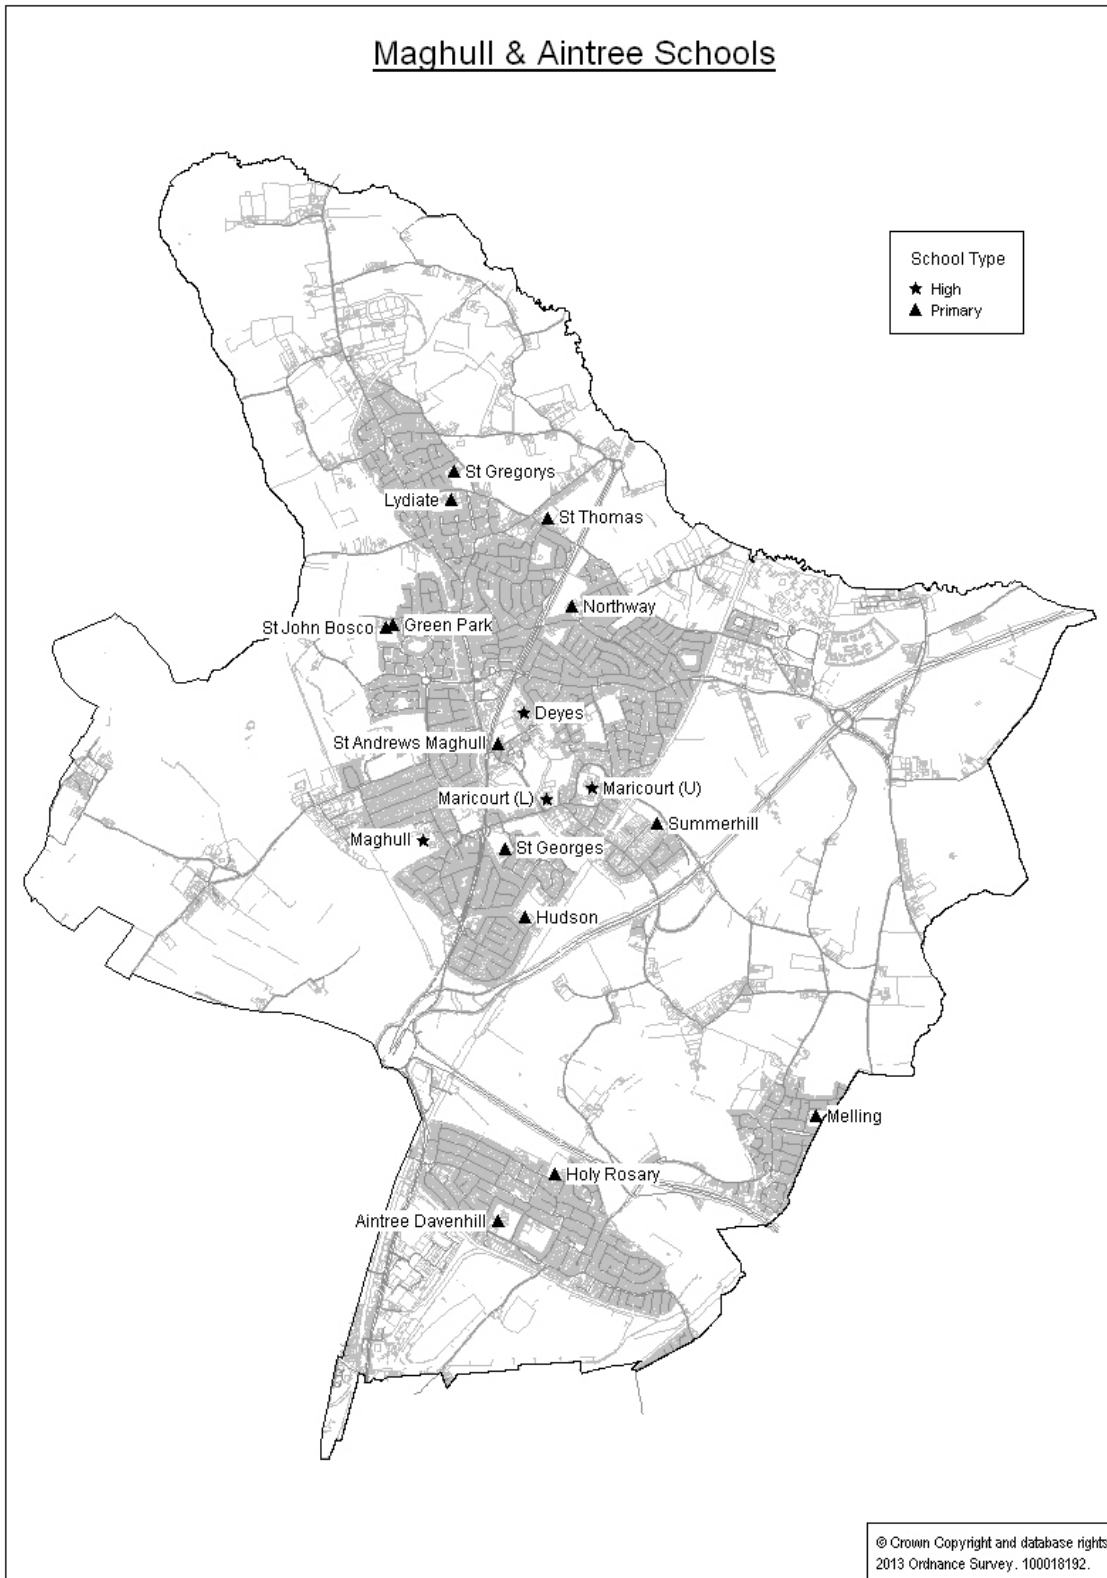 Maghull & Aintree Schools
School Type
High
Primary
St Gregorys
Lydiate
St Thomas
Northway
St John Bosco
Green Park
Deyes
St Andrews Maghull
Maricourt (U)
Maricourt (L)
Summerhill
Maghull
St Georges
Hudson
Melling
Holy Rosary
Aintree Davenhill
© Crown Copyright and database rights
2013 Ordnance Survey. 100018192.